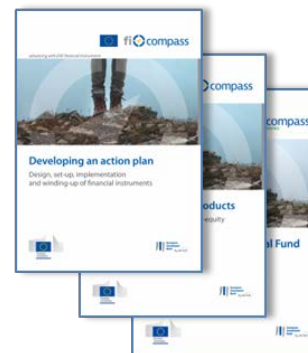 fi compass
Developing an action plan
Design, set-up, implementation
and winding-up of financial instruments
compass
oducts
equity
compass
al Fund